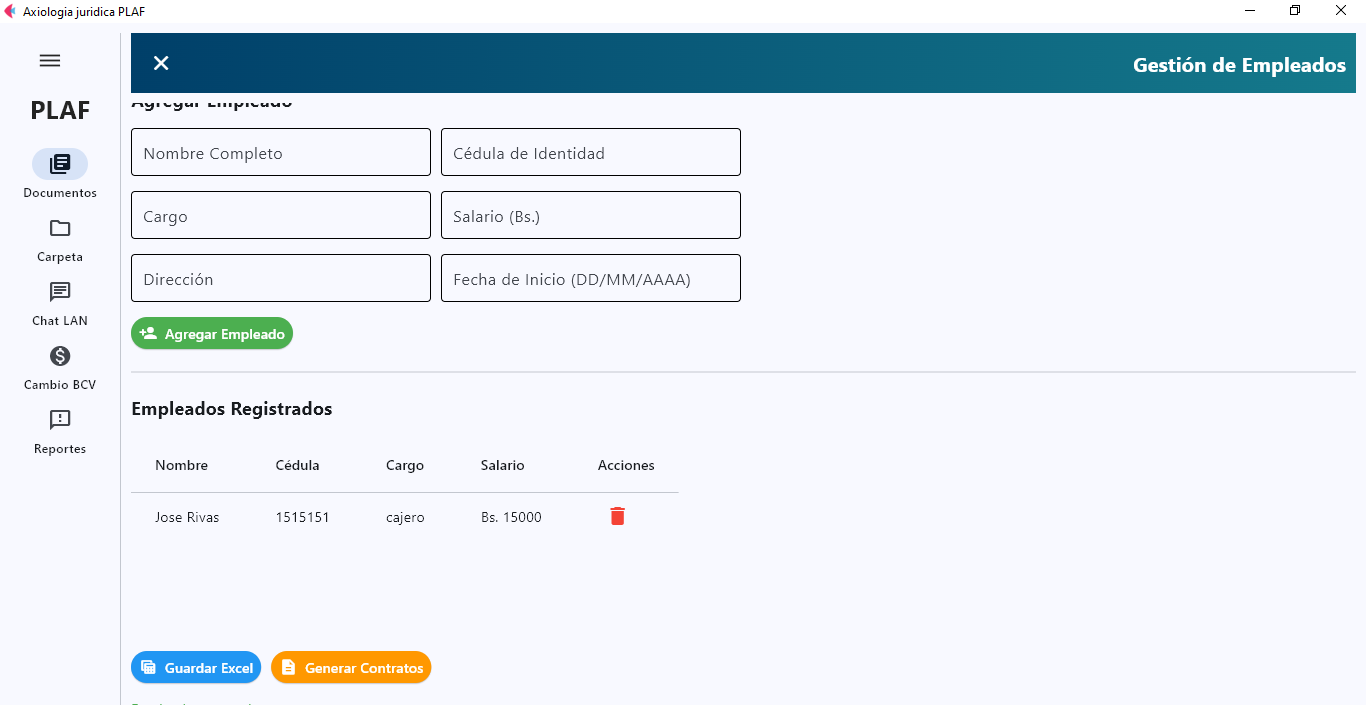 Axiologia juridica PLAF
Gestión de Empleados
PLAF
Documentos
Carpeta
Chat LAN
Cambio BCV
Reportes
Agregar Empleado
Nombre Completo
Cédula de Identidad
Cargo
Salario (Bs.)
Dirección
Fecha de Inicio (DD/MM/AAAA)
Agregar Empleado
Empleados Registrados
Nombre Cédula Cargo Salario Acciones
Jose Rivas 1515151 cajero Bs. 15000
Guardar Excel
Generar Contratos